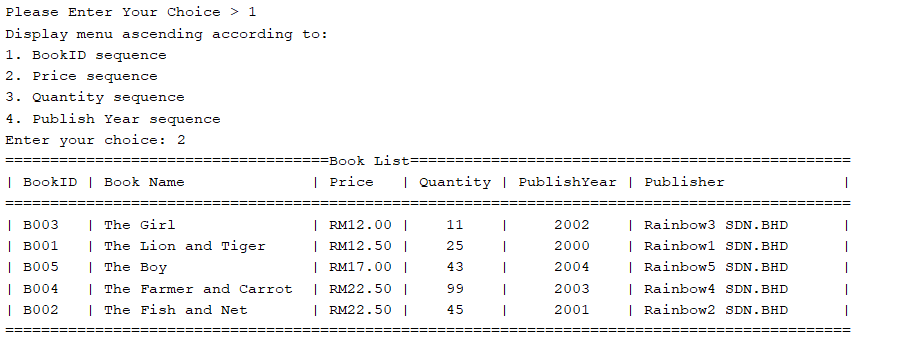 Please Enter Your Choice > 1
Display menu ascending according to:
1. BookID sequence
2. Price sequence
3. Quantity sequence
4. Publish Year sequence
Enter your choice: 2
====================================Book List=================================================
| BookID | Book Name              | Price   | Quantity | PublishYear | Publisher             |
==============================================================================================
| B003   | The Girl               | RM12.00 |    11    |     2002    | Rainbow3 SDN.BHD      |
| B001   | The Lion and Tiger     | RM12.50 |    25    |     2000    | Rainbow1 SDN.BHD      |
| B005   | The Boy                | RM17.00 |    43    |     2004    | Rainbow5 SDN.BHD      |
| B004   | The Farmer and Carrot  | RM22.50 |    99    |     2003    | Rainbow4 SDN.BHD      |
| B002   | The Fish and Net       | RM22.50 |    45    |     2001    | Rainbow2 SDN.BHD      |
==============================================================================================